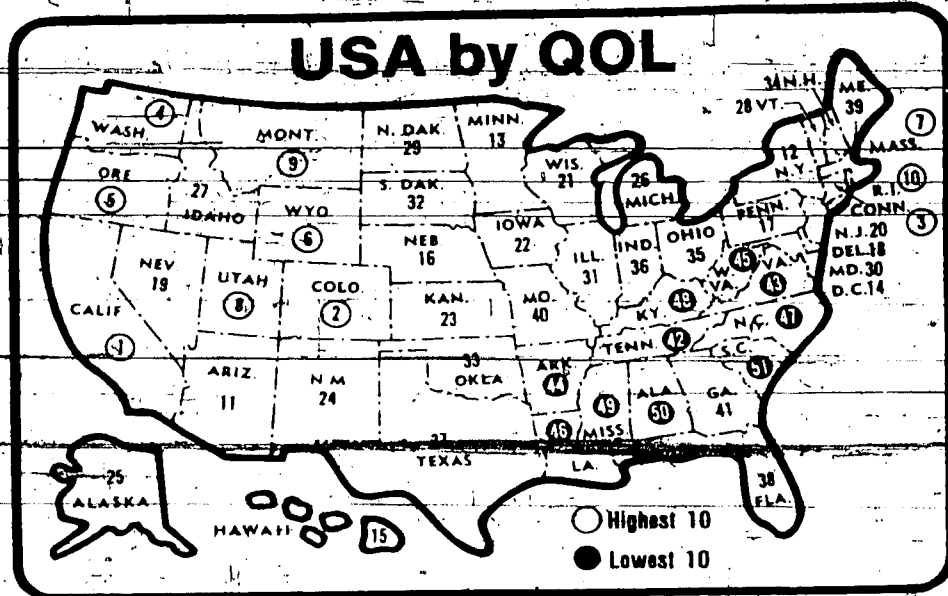 USA by QOL
WASH. 4
MONT. 9
N. DAK. 29
MINN. 13
34 N.H.
28 VT.
ME. 39
7
MASS.
ORE 5
27 IDAHO
WYO. 6
S. DAK. 32
WIS. 21
26 MICH.
12 N.Y.
10
R.I.
CONN. 3
PENN. 17
N.J. 20
DEL. 18
MD. 30
D.C. 14
NEV 19
UTAH 8
COLO. 2
NEB 16
IOWA 22
ILL. 31
IND. 36
OHIO 35
W. VA. 45
VA. 43
CALIF 1
KAN. 23
MO. 40
KY
TENN. 42
N.C. 47
S.C. 51
ARIZ. 11
N M 24
33 OKLA
ARK 44
49 MISS.
ALA. 50
GA. 41
TEXAS
46 LA.
38 FLA.
25 ALASKA
HAWAII 15
Highest 10
Lowest 10